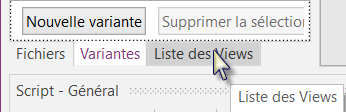 Nouvelle variante Supprimer la sélection
Fichiers Variantes Liste des Views
Script - Général
Liste des Views